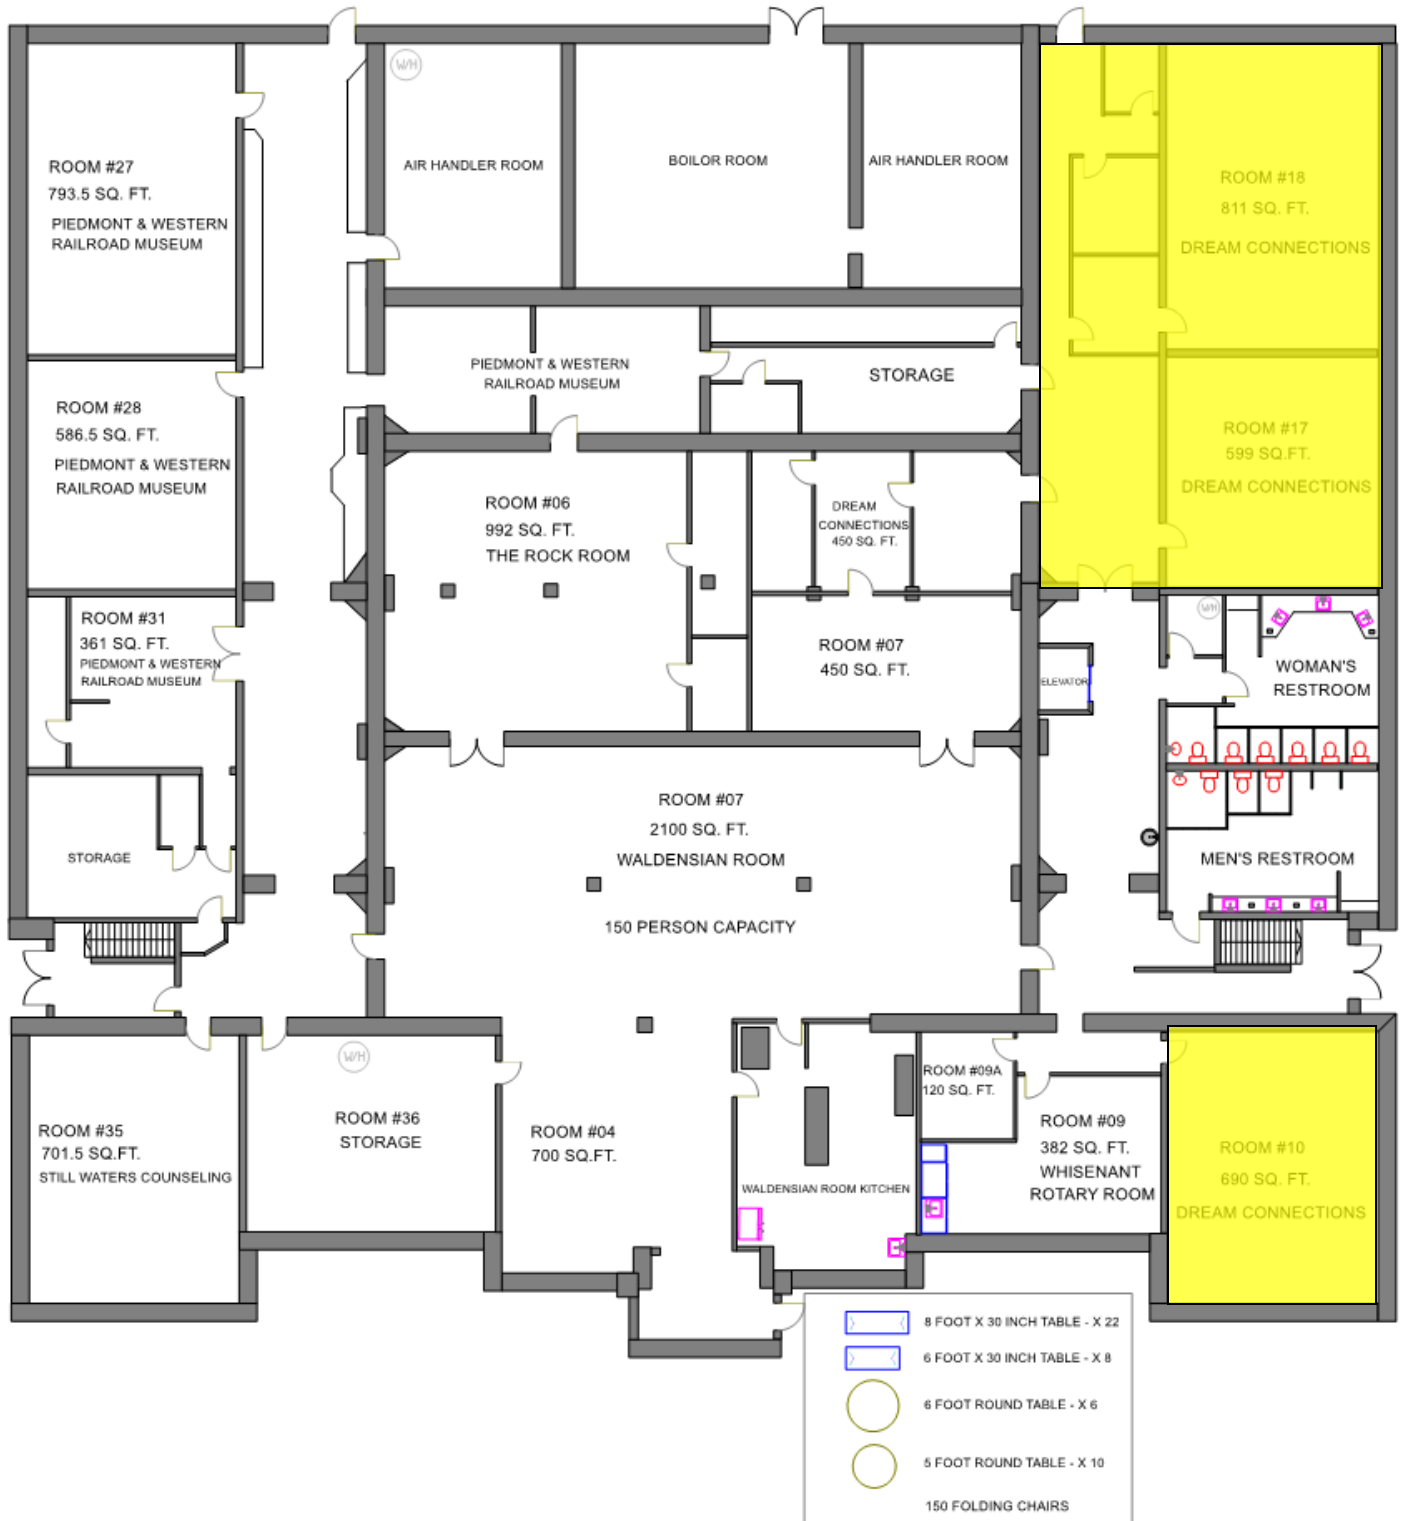 W/H
ROOM #27
793.5 SQ. FT.
PIEDMONT & WESTERN
RAILROAD MUSEUM
AIR HANDLER ROOM
BOILOR ROOM
AIR HANDLER ROOM
ROOM #18
811 SQ. FT.
DREAM CONNECTIONS
PIEDMONT & WESTERN
RAILROAD MUSEUM
STORAGE
ROOM #28
586.5 SQ. FT.
PIEDMONT & WESTERN
RAILROAD MUSEUM
ROOM #17
599 SQ.FT.
DREAM CONNECTIONS
ROOM #06
992 SQ. FT.
THE ROCK ROOM
DREAM
CONNECTIONS
450 SQ. FT.
ROOM #31
361 SQ. FT.
PIEDMONT & WESTERN
RAILROAD MUSEUM
ROOM #07
450 SQ. FT.
ELEVATOR
W/H
WOMAN'S
RESTROOM
ROOM #07
2100 SQ. FT.
WALDENSIAN ROOM
150 PERSON CAPACITY
STORAGE
MEN'S RESTROOM
W/H
ROOM #35
701.5 SQ.FT.
STILL WATERS COUNSELING
ROOM #36
STORAGE
ROOM #04
700 SQ.FT.
WALDENSIAN ROOM KITCHEN
ROOM #09A
120 SQ. FT.
ROOM #09
382 SQ. FT.
WHISENANT
ROTARY ROOM
ROOM #10
690 SQ. FT.
DREAM CONNECTIONS
8 FOOT X 30 INCH TABLE - X 22
6 FOOT X 30 INCH TABLE - X 8
6 FOOT ROUND TABLE - X 6
5 FOOT ROUND TABLE - X 10
150 FOLDING CHAIRS